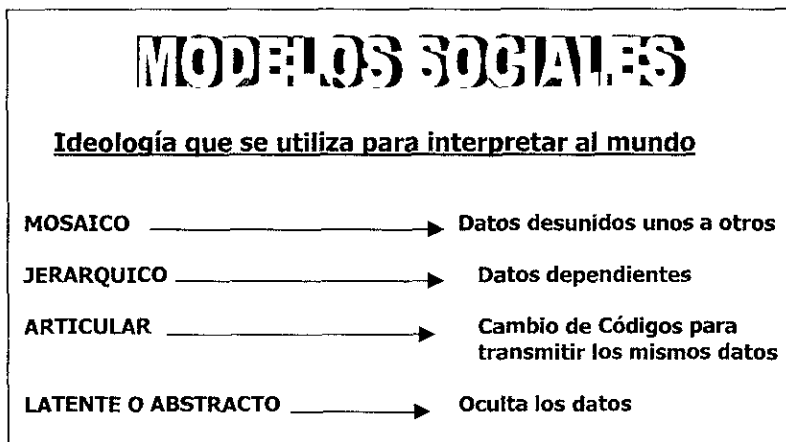 MODELOS SOCIALES
Ideología que se utiliza para interpretar al mundo
MOSAICO Datos desunidos unos a otros
JERARQUICO Datos dependientes
ARTICULAR Cambio de Códigos para
transmitir los mismos datos
LATENTE O ABSTRACTO Oculta los datos